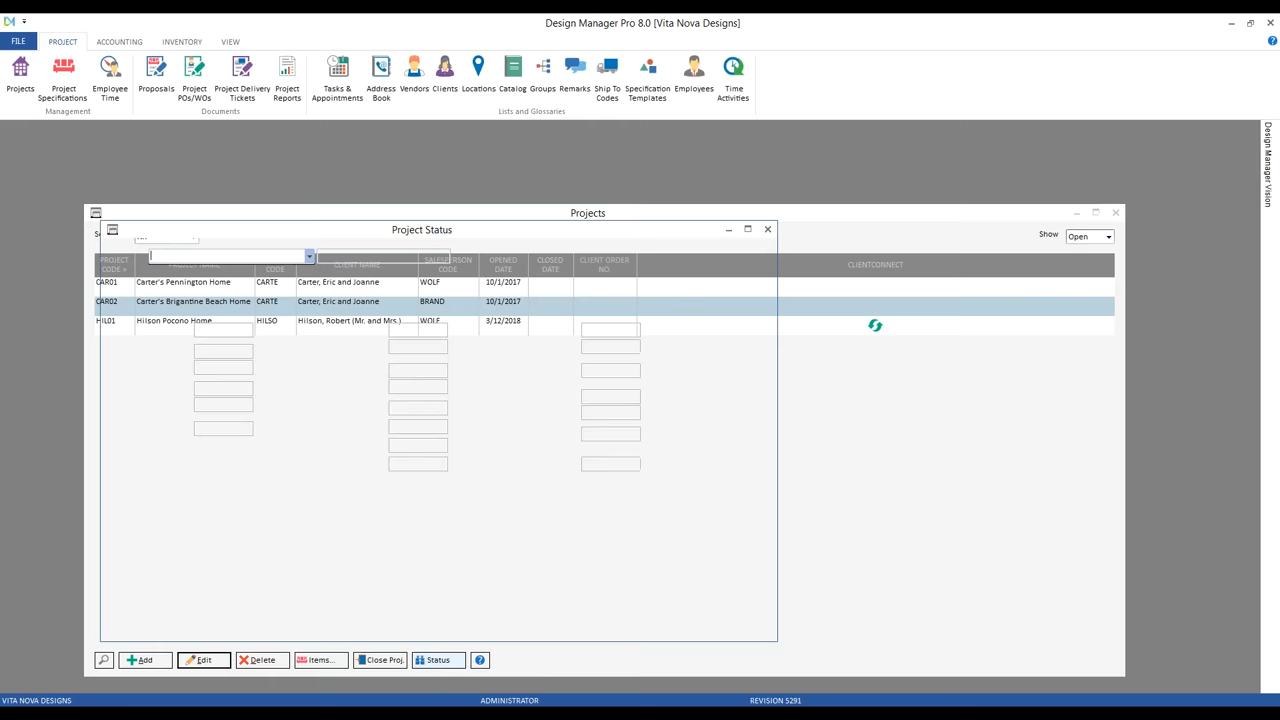 Design Manager Pro 8.0 [Vita Nova Designs]
FILE PROJECT ACCOUNTING INVENTORY VIEW
Projects
Project Specifications
Employee Time
Proposals
Project POs/WOs
Project Delivery Tickets
Project Reports
Tasks & Appointments
Address Book
Vendors
Clients
Locations
Catalog
Groups
Remarks
Ship To Codes
Specification Templates
Employees
Time Activities
Management Documents Lists and Glossaries
Design Manager Vision
Projects
Project Status
Show Open
PROJECT CODE PROJECT NAME CODE CLIENT NAME SALESPERSON CODE OPENED DATE CLOSED DATE CLIENT ORDER NO. CLIENTCONNECT
CAR01 Carter's Pennington Home CARTE Carter, Eric and Joanne WOLF 10/1/2017
CAR02 Carter's Brigantine Beach Home CARTE Carter, Eric and Joanne BRAND 10/1/2017
HIL01 Hilson Pocono Home HILSO Hilson, Robert (Mr. and Mrs.) WOLF 3/12/2018
Add Edit Delete Items... Close Proj. Status
VITA NOVA DESIGNS ADMINISTRATOR REVISION 5291